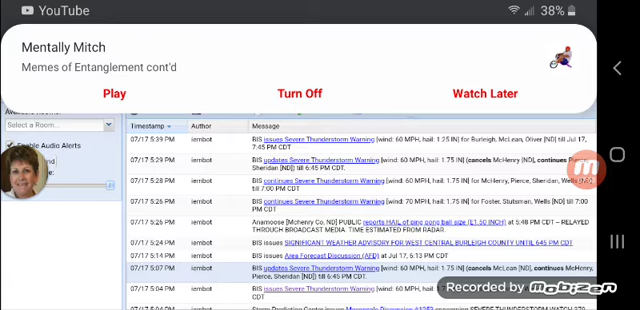 YouTube
38%
Mentally Mitch
Memes of Entanglement cont'd
Play Turn Off Watch Later
Select a Room...
Enable Audio Alerts
Timestamp Author Message
07/17 5:39 PM iembot BIS issues Severe Thunderstorm Warning [wind: 60 MPH, hail: 1.25 IN] for Burleigh, McLean, Oliver [ND] till Jul 17,
7:45 PM CDT
07/17 5:29 PM iembot BIS updates Severe Thunderstorm Warning [wind: 60 MPH, hail: 1.75 IN] (cancels McHenry [ND], continues
Sheridan [ND]) till 6:45 PM CDT.
07/17 5:28 PM iembot BIS continues Severe Thunderstorm Warning [wind: 60 MPH, hail: 1.75 IN] for McHenry, Pierce, Sheridan, Wells
till 7:00 PM CDT
07/17 5:26 PM iembot BIS continues Severe Thunderstorm Warning [wind: 70 MPH, hail: 1.75 IN] for Foster, Stutsman, Wells [ND] till 7:00
PM CDT
07/17 5:26 PM iembot Anamoose [Mchenry Co, ND] PUBLIC reports HAIL of ping pong ball size (E1.50 INCH) at 5:48 PM CDT -- RELAYED
THROUGH BROADCAST MEDIA. TIME ESTIMATED FROM RADAR.
07/17 5:24 PM iembot BIS issues SIGNIFICANT WEATHER ADVISORY FOR WEST CENTRAL BURLEIGH COUNTY UNTIL 645 PM CDT
07/17 5:14 PM iembot BIS issues Area Forecast Discussion (AFD) at Jul 17, 5:13 PM CDT
07/17 5:07 PM iembot BIS updates Severe Thunderstorm Warning [wind: 60 MPH, hail: 1.75 IN] (cancels McLean [ND], continues McHenry,
Pierce, Sheridan [ND]) till 6:45 PM CDT.
07/17 5:04 PM iembot BIS issues Severe Thunderstorm Warning [wind: 60 MPH, hail: 1.75 IN]
CDT
07/17 5:04 PM iembot
Recorded by MOBIZEN